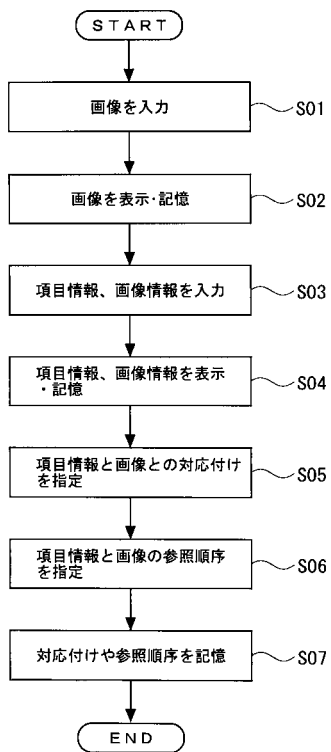 START
画像を入力
S01
画像を表示・記憶
S02
項目情報、画像情報を入力
S03
項目情報、画像情報を表示
・記憶
S04
項目情報と画像との対応付け
を指定
S05
項目情報と画像の参照順序
を指定
S06
対応付けや参照順序を記憶
S07
END